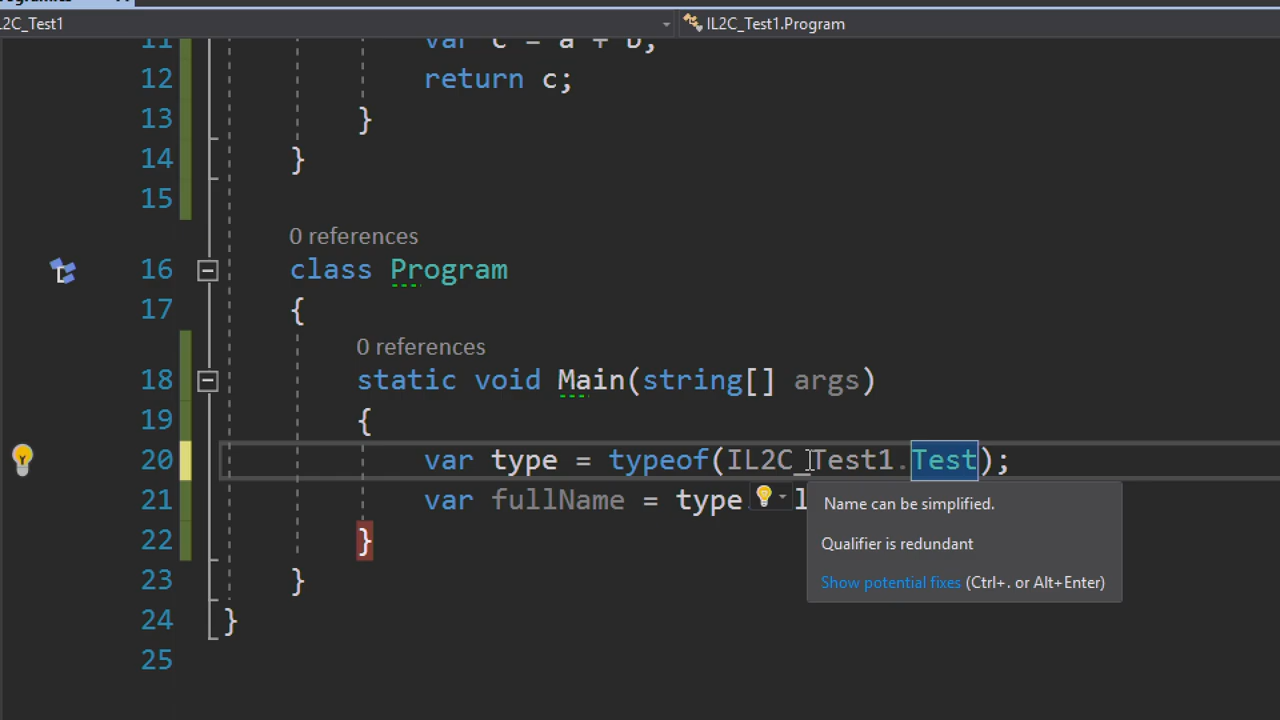 L2C_Test1 IL2C_Test1.Program
11 var c = a + b;
12 return c;
13 }
14 }
15
0 references
16 class Program
17 {
0 references
18 static void Main(string[] args)
19 {
20 var type = typeof(IL2C_Test1.Test);
21 var fullName = type
22 }
23 }
24 }
25
Name can be simplified.
Qualifier is redundant
Show potential fixes (Ctrl+. or Alt+Enter)